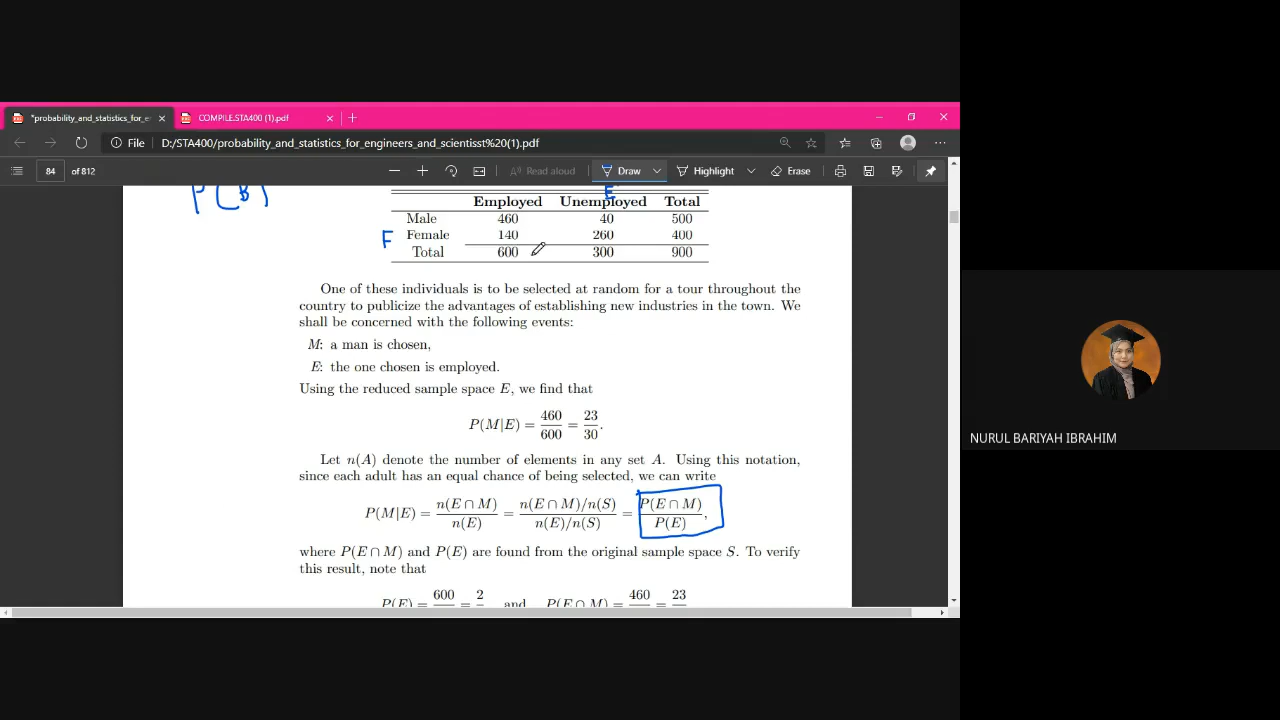 *probability_and_statistics_for_e
COMPILE.STA400 (1).pdf
File D:/STA400/probability_and_statistics_for_engineers_and_scientisst%20(1).pdf
84 of 812 Read aloud Draw Highlight Erase
P(B)
E
Employed Unemployed Total
Male 460 40 500
F Female 140 260 400
Total 600 300 900
One of these individuals is to be selected at random for a tour throughout the
country to publicize the advantages of establishing new industries in the town. We
shall be concerned with the following events:
M: a man is chosen,
E: the one chosen is employed.
Using the reduced sample space E, we find that
P(M|E) = 460/600 = 23/30.
Let n(A) denote the number of elements in any set A. Using this notation,
since each adult has an equal chance of being selected, we can write
P(M|E) = n(E ∩ M)/n(E) = n(E ∩ M)/n(S) / n(E)/n(S) = P(E ∩ M)/P(E),
where P(E ∩ M) and P(E) are found from the original sample space S. To verify
this result, note that
P(E) = 600 = 2 and P(E ∩ M) = 460 = 23
NURUL BARIYAH IBRAHIM